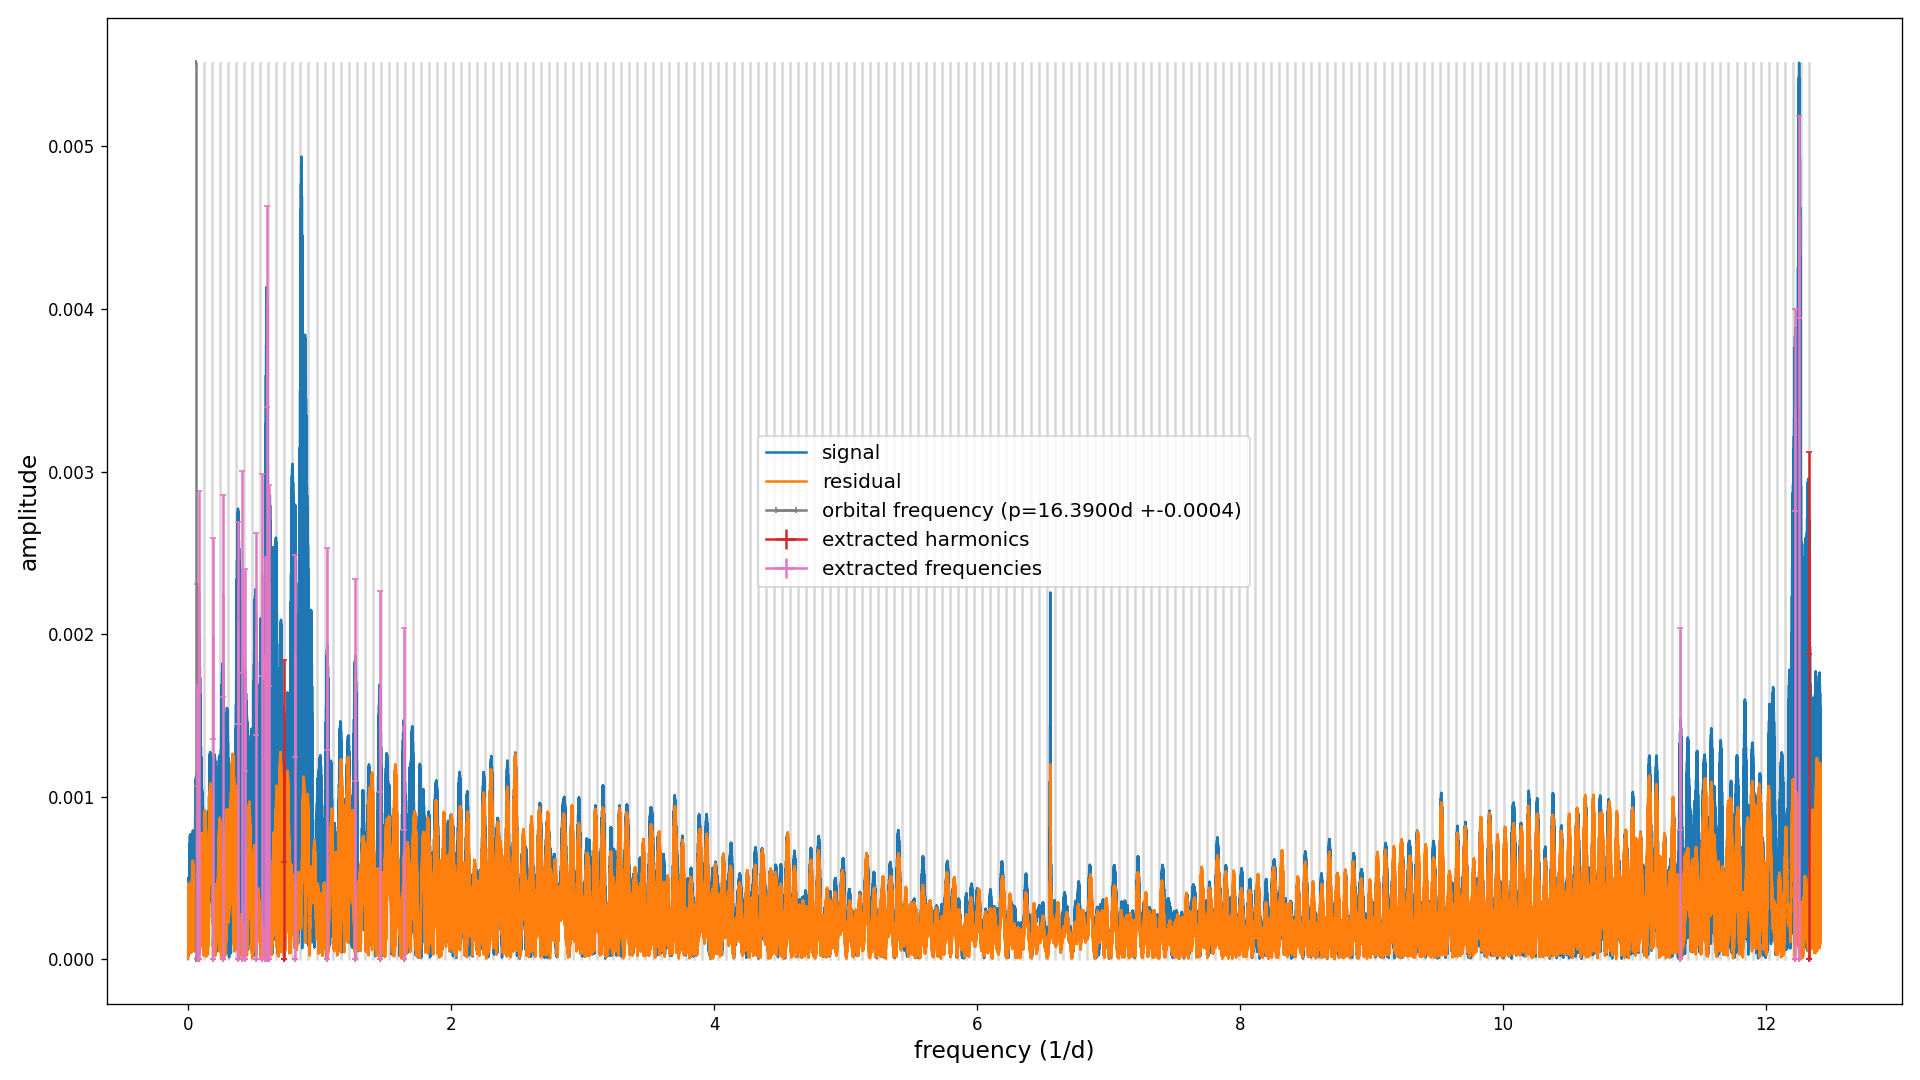 0.005
0.004
0.003
0.002
0.001
0.000
amplitude
signal
residual
orbital frequency (p=16.3900d +-0.0004)
extracted harmonics
extracted frequencies
0 2 4 6 8 10 12
frequency (1/d)